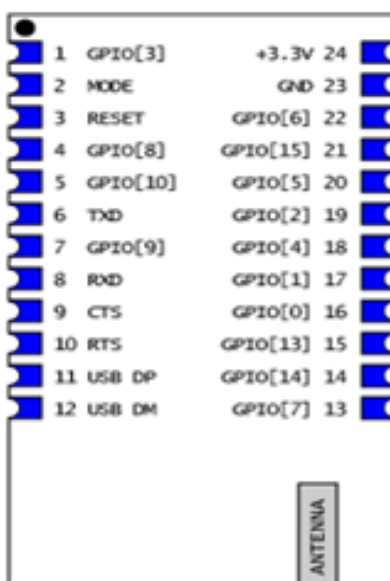 1 GPIO[3] +3.3V 24
2 MODE GND 23
3 RESET GPIO[6] 22
4 GPIO[8] GPIO[15] 21
5 GPIO[10] GPIO[5] 20
6 TXD GPIO[2] 19
7 GPIO[9] GPIO[4] 18
8 RXD GPIO[1] 17
9 CTS GPIO[0] 16
10 RTS GPIO[13] 15
11 USB DP GPIO[14] 14
12 USB DM GPIO[7] 13
ANTENNA